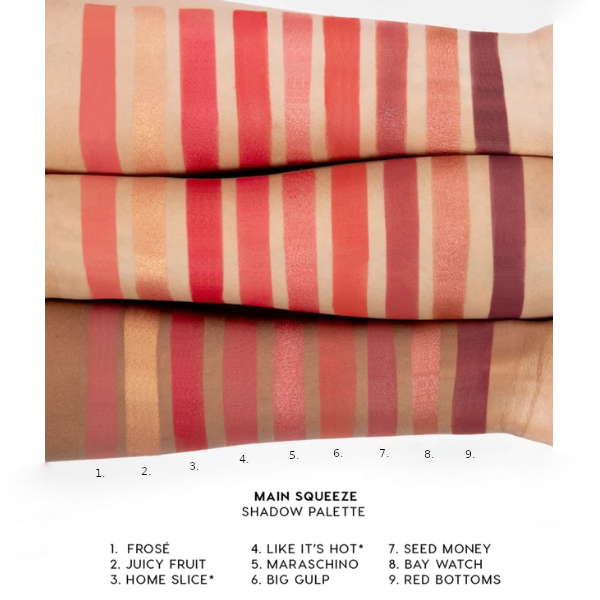 1. 2. 3. 4. 5. 6. 7. 8. 9.
MAIN SQUEEZE
SHADOW PALETTE
1. FROSÉ
2. JUICY FRUIT
3. HOME SLICE*
4. LIKE IT'S HOT*
5. MARASCHINO
6. BIG GULP
7. SEED MONEY
8. BAY WATCH
9. RED BOTTOMS